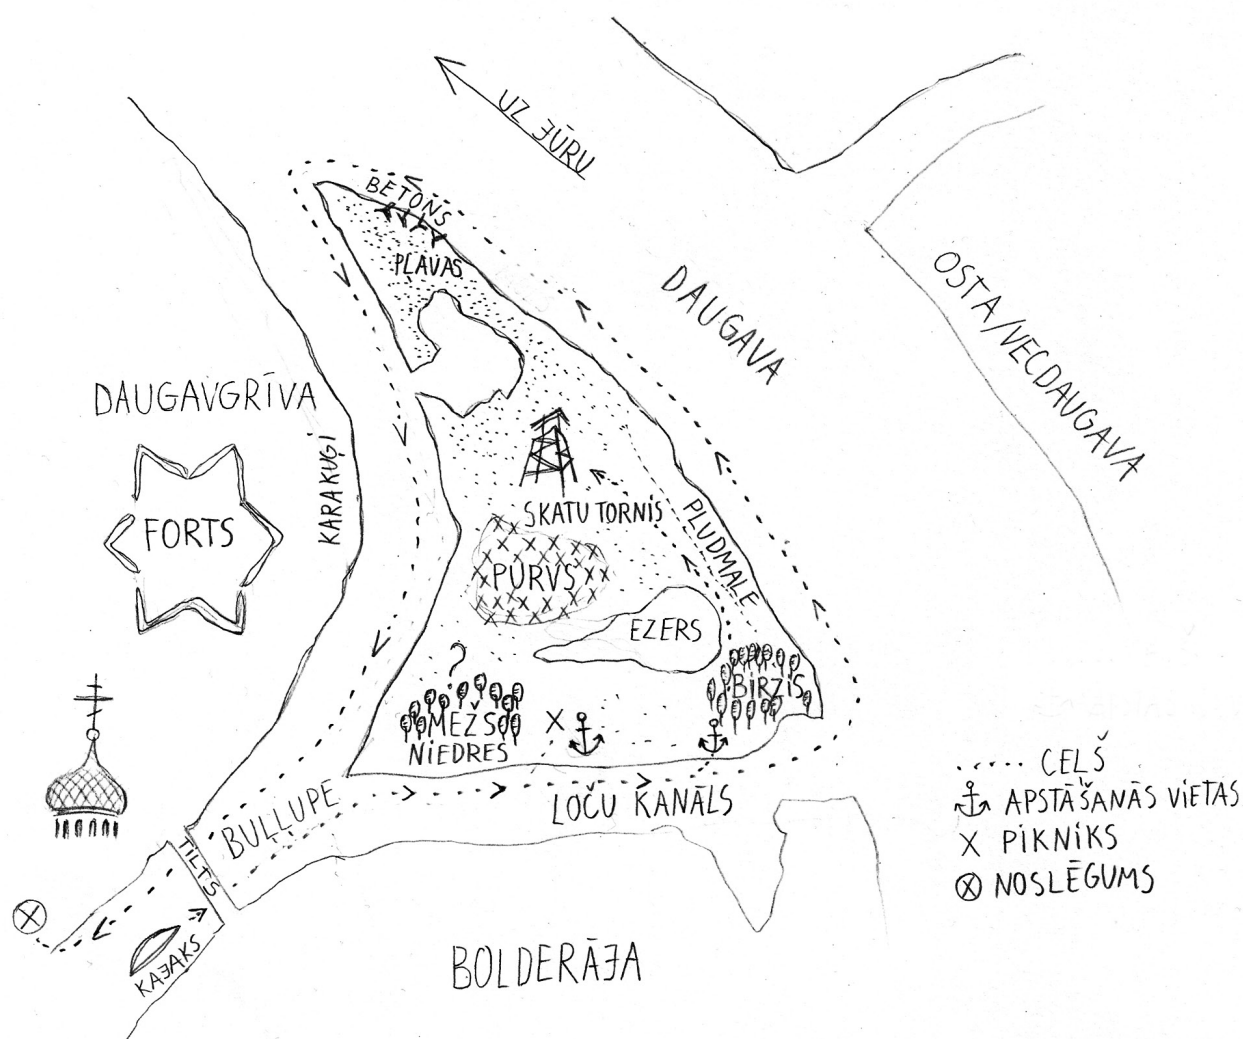 UZ JŪRU
BETONS
PĻAVAS
DAUGAVA
OSTA/VECDAUGAVA
DAUGAVGRĪVA
KARAKUĢI
FORTS
SKATU TORNIS
PLUDMALE
PURVS
EZERS
?
BIRZIS
MEŽS
NIEDRES
X
BUĻĻUPE
LOČU KANĀLS
TILTS
KAJAKS
BOLDERĀJA
CEĻŠ
APSTĀŠANĀS VIETAS
X PIKNIKS
NOSLĒGUMS